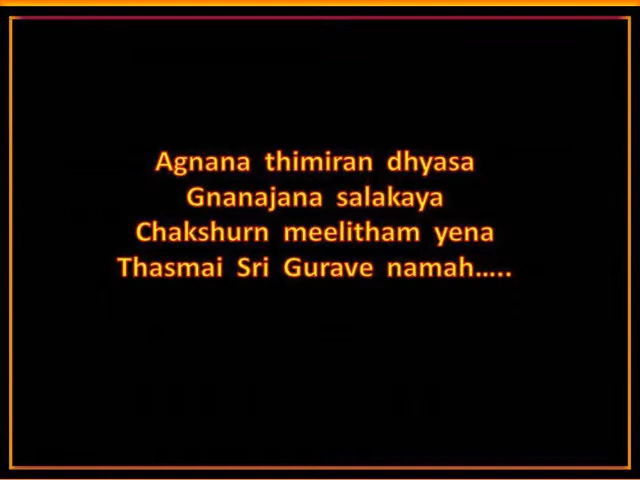 Agnana thimiran dhyasa
Gnanajana salakaya
Chakshurn meelitham yena
Thasmai Sri Gurave namah.....